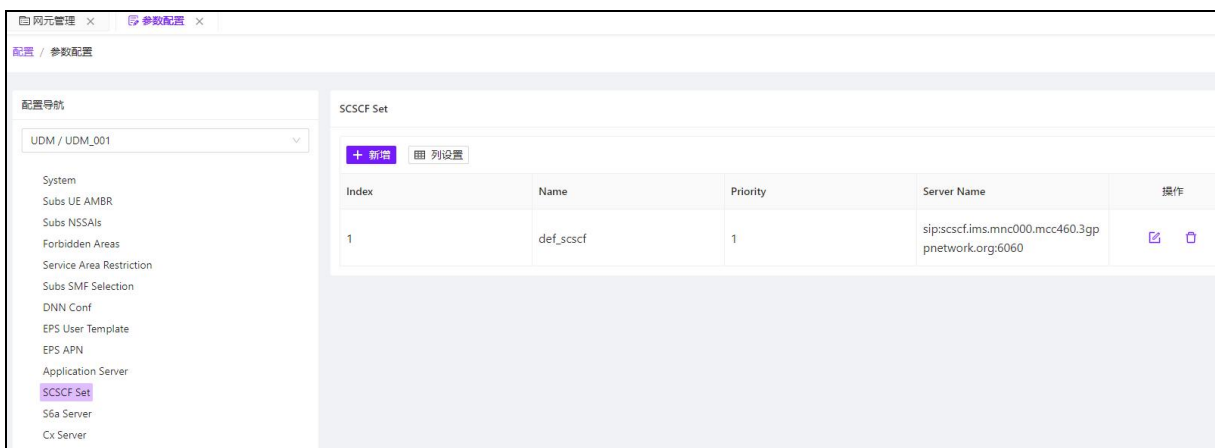 网元管理 × 参数配置 ×
配置 / 参数配置
配置导航
UDM / UDM_001
System
Subs UE AMBR
Subs NSSAIs
Forbidden Areas
Service Area Restriction
Subs SMF Selection
DNN Conf
EPS User Template
EPS APN
Application Server
SCSCF Set
S6a Server
Cx Server
SCSCF Set
+ 新增 列设置
Index Name Priority Server Name 操作
1 def_scscf 1 sip:scscf.ims.mnc000.mcc460.3gp
pnetwork.org:6060